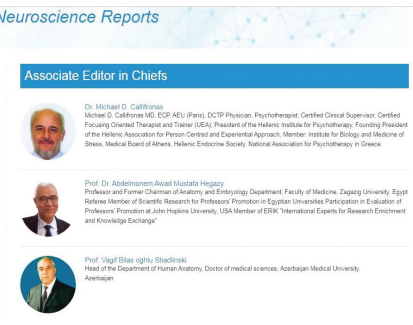 Neuroscience Reports
Associate Editor in Chiefs
Dr. Michael D. Callifronas
Michael D. Callifronas MD, ECP, AEU (Paris), DCTP Physician, Psychotherapist, Certified Clinical Supervisor, Certified
Focusing Oriented Therapist and Trainer (UEA), President of the Hellenic Institute for Psychotherapy, Founding President
of the Hellenic Association for Person Centred and Experiential Approach, Member: Institute for Biology and Medicine of
Stress, Medical Board of Athens, Hellenic Endocrine Society, National Association for Psychotherapy in Greece.
Prof. Dr. Abdelmonem Awad Mustafa Hegazy
Professor and Former Chairman of Anatomy and Embryology Department, Faculty of Medicine, Zagazig University, Egypt
Referee Member of Scientific Research for Professors' Promotion in Egyptian Universities Participation in Evaluation of
Professors' Promotion at John Hopkins University, USA Member of ERIK "International Experts for Research Enrichment
and Knowledge Exchange"
Prof. Vagif Bilas oghlu Shadlinski
Head of the Department of Human Anatomy, Doctor of medical sciences, Azerbaijan Medical University.
Azerbaijan